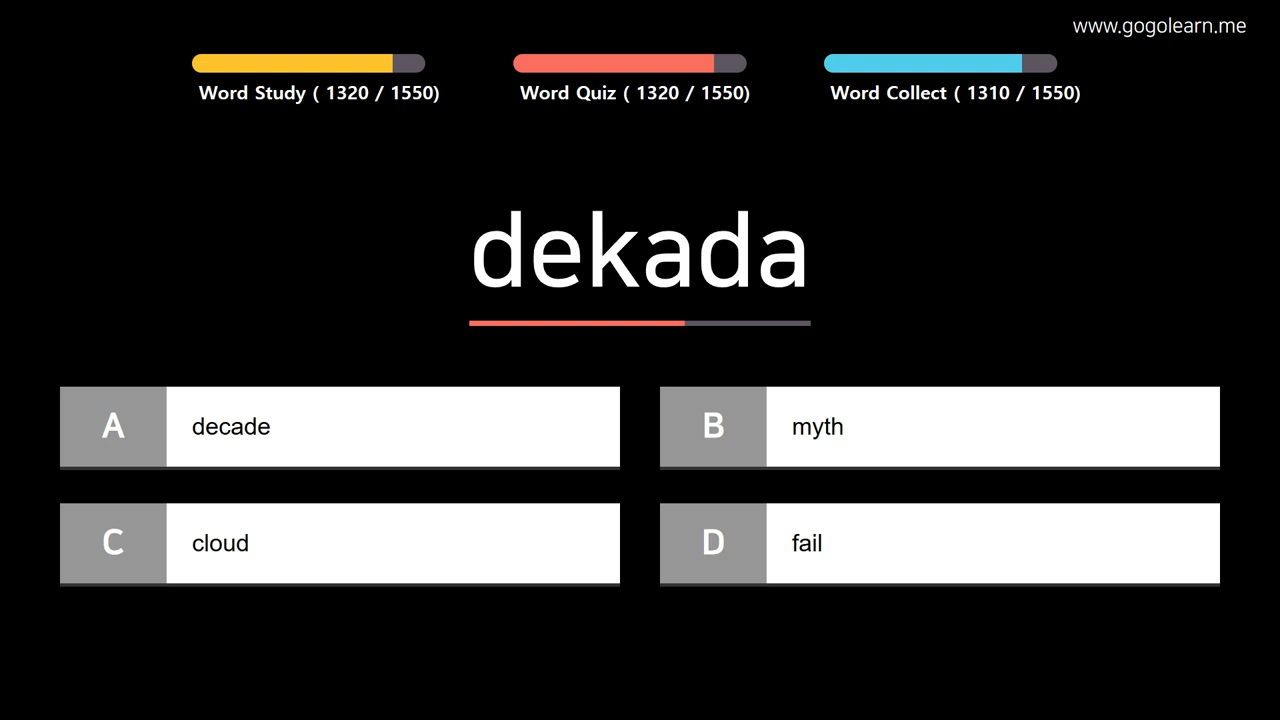 www.gogolearn.me
Word Study ( 1320 / 1550)
Word Quiz ( 1320 / 1550)
Word Collect ( 1310 / 1550)
dekada
A decade
B myth
C cloud
D fail